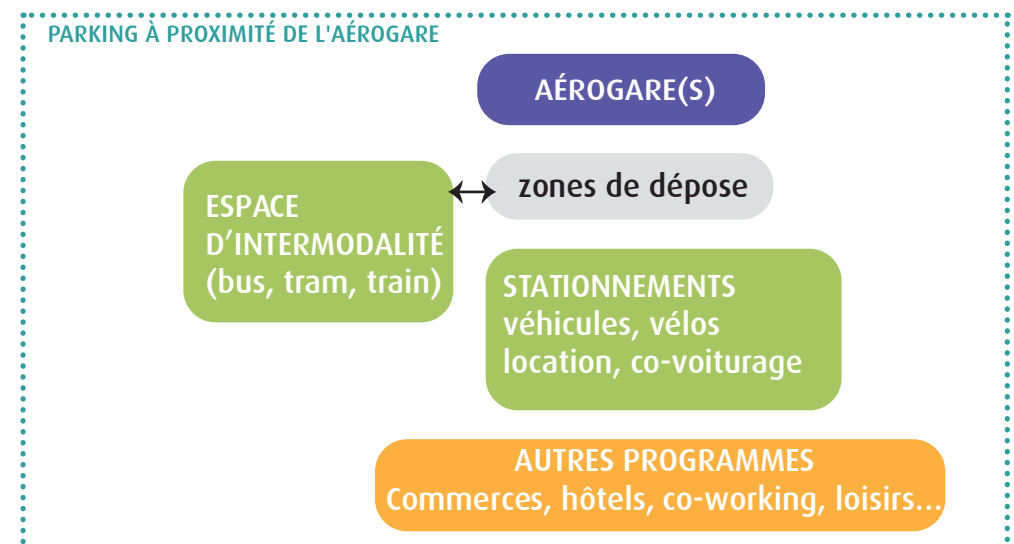 PARKING À PROXIMITÉ DE L'AÉROGARE
AÉROGARE(S)
zones de dépose
ESPACE
D’INTERMODALITÉ
(bus, tram, train)
STATIONNEMENTS
véhicules, vélos
location, co-voiturage
AUTRES PROGRAMMES
Commerces, hôtels, co-working, loisirs...